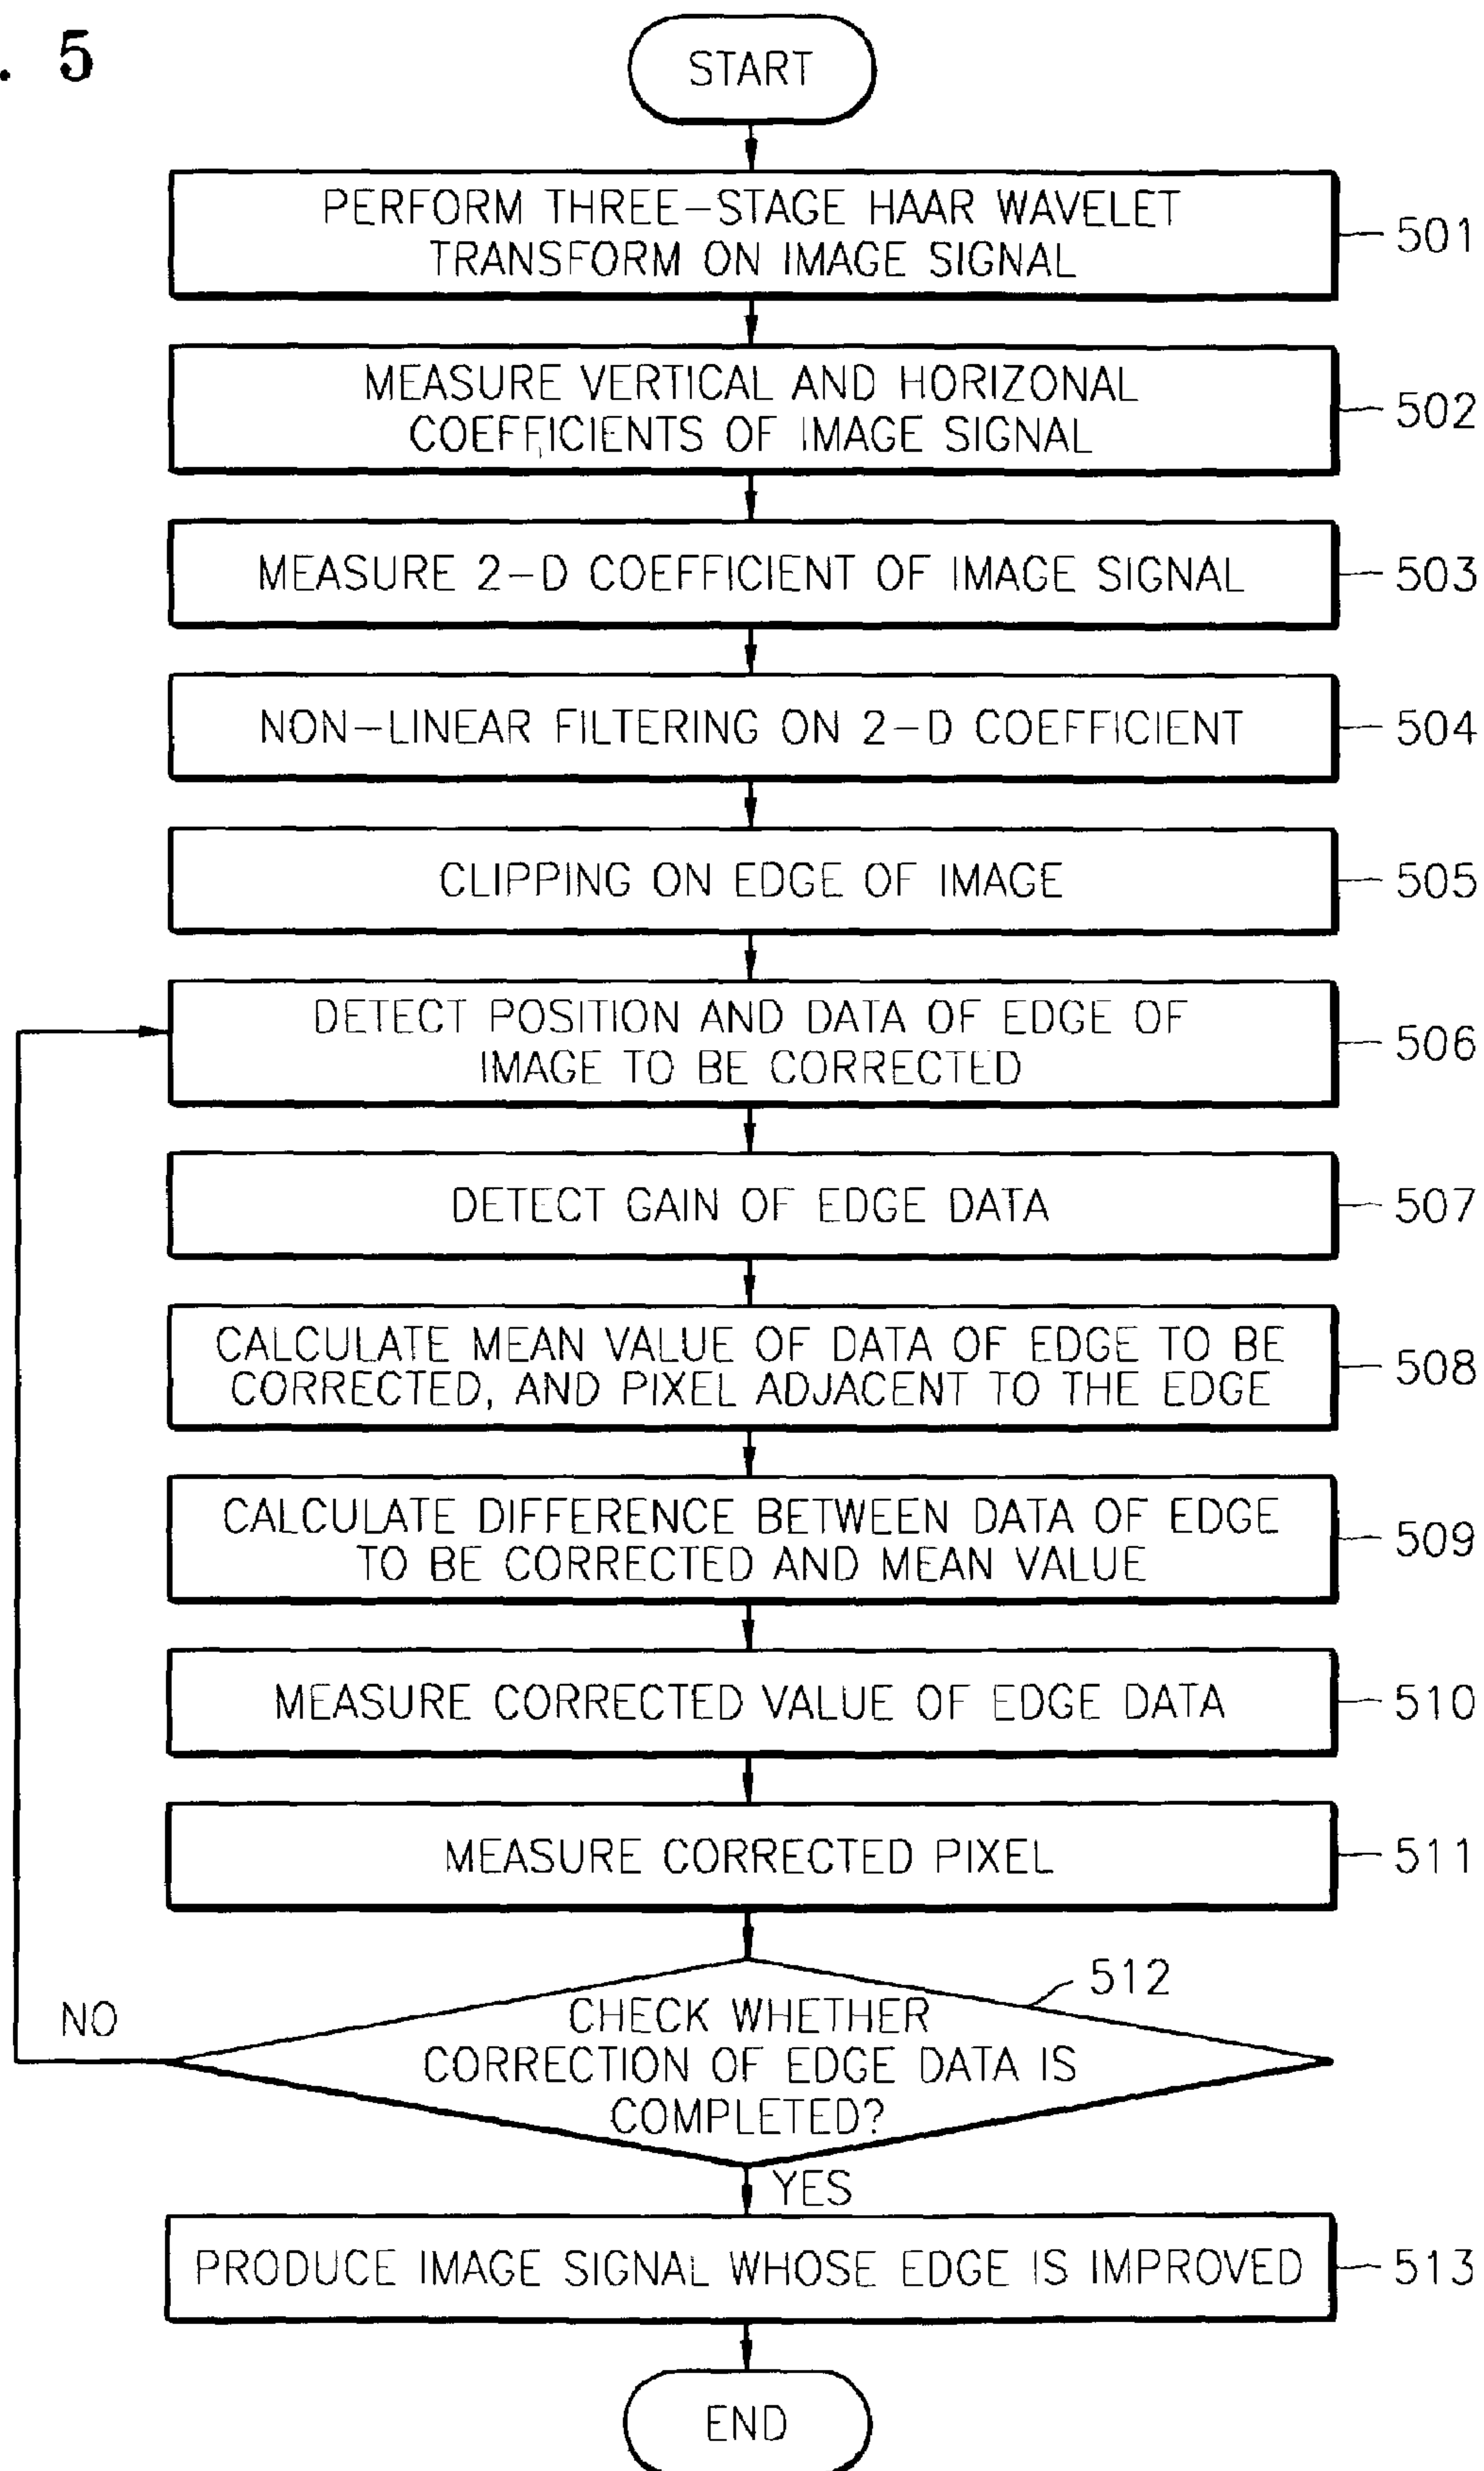 . 5
START
PERFORM THREE-STAGE HAAR WAVELET
TRANSFORM ON IMAGE SIGNAL
501
MEASURE VERTICAL AND HORIZONAL
COEFFICIENTS OF IMAGE SIGNAL
502
MEASURE 2-D COEFFICIENT OF IMAGE SIGNAL
503
NON-LINEAR FILTERING ON 2-D COEFFICIENT
504
CLIPPING ON EDGE OF IMAGE
505
DETECT POSITION AND DATA OF EDGE OF
IMAGE TO BE CORRECTED
506
DETECT GAIN OF EDGE DATA
507
CALCULATE MEAN VALUE OF DATA OF EDGE TO BE
CORRECTED, AND PIXEL ADJACENT TO THE EDGE
508
CALCULATE DIFFERENCE BETWEEN DATA OF EDGE
TO BE CORRECTED AND MEAN VALUE
509
MEASURE CORRECTED VALUE OF EDGE DATA
510
MEASURE CORRECTED PIXEL
511
512
NO
CHECK WHETHER
CORRECTION OF EDGE DATA IS
COMPLETED?
YES
PRODUCE IMAGE SIGNAL WHOSE EDGE IS IMPROVED
513
END